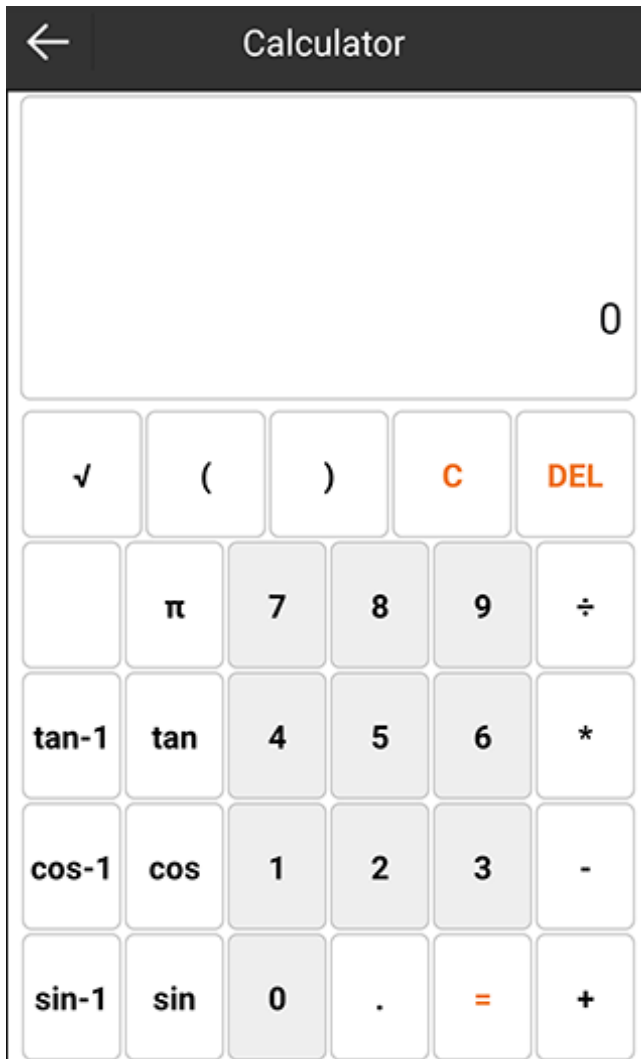 Calculator
0
√ ( ) C DEL
π 7 8 9 ÷
tan-1 tan 4 5 6 *
cos-1 cos 1 2 3 -
sin-1 sin 0 . = +